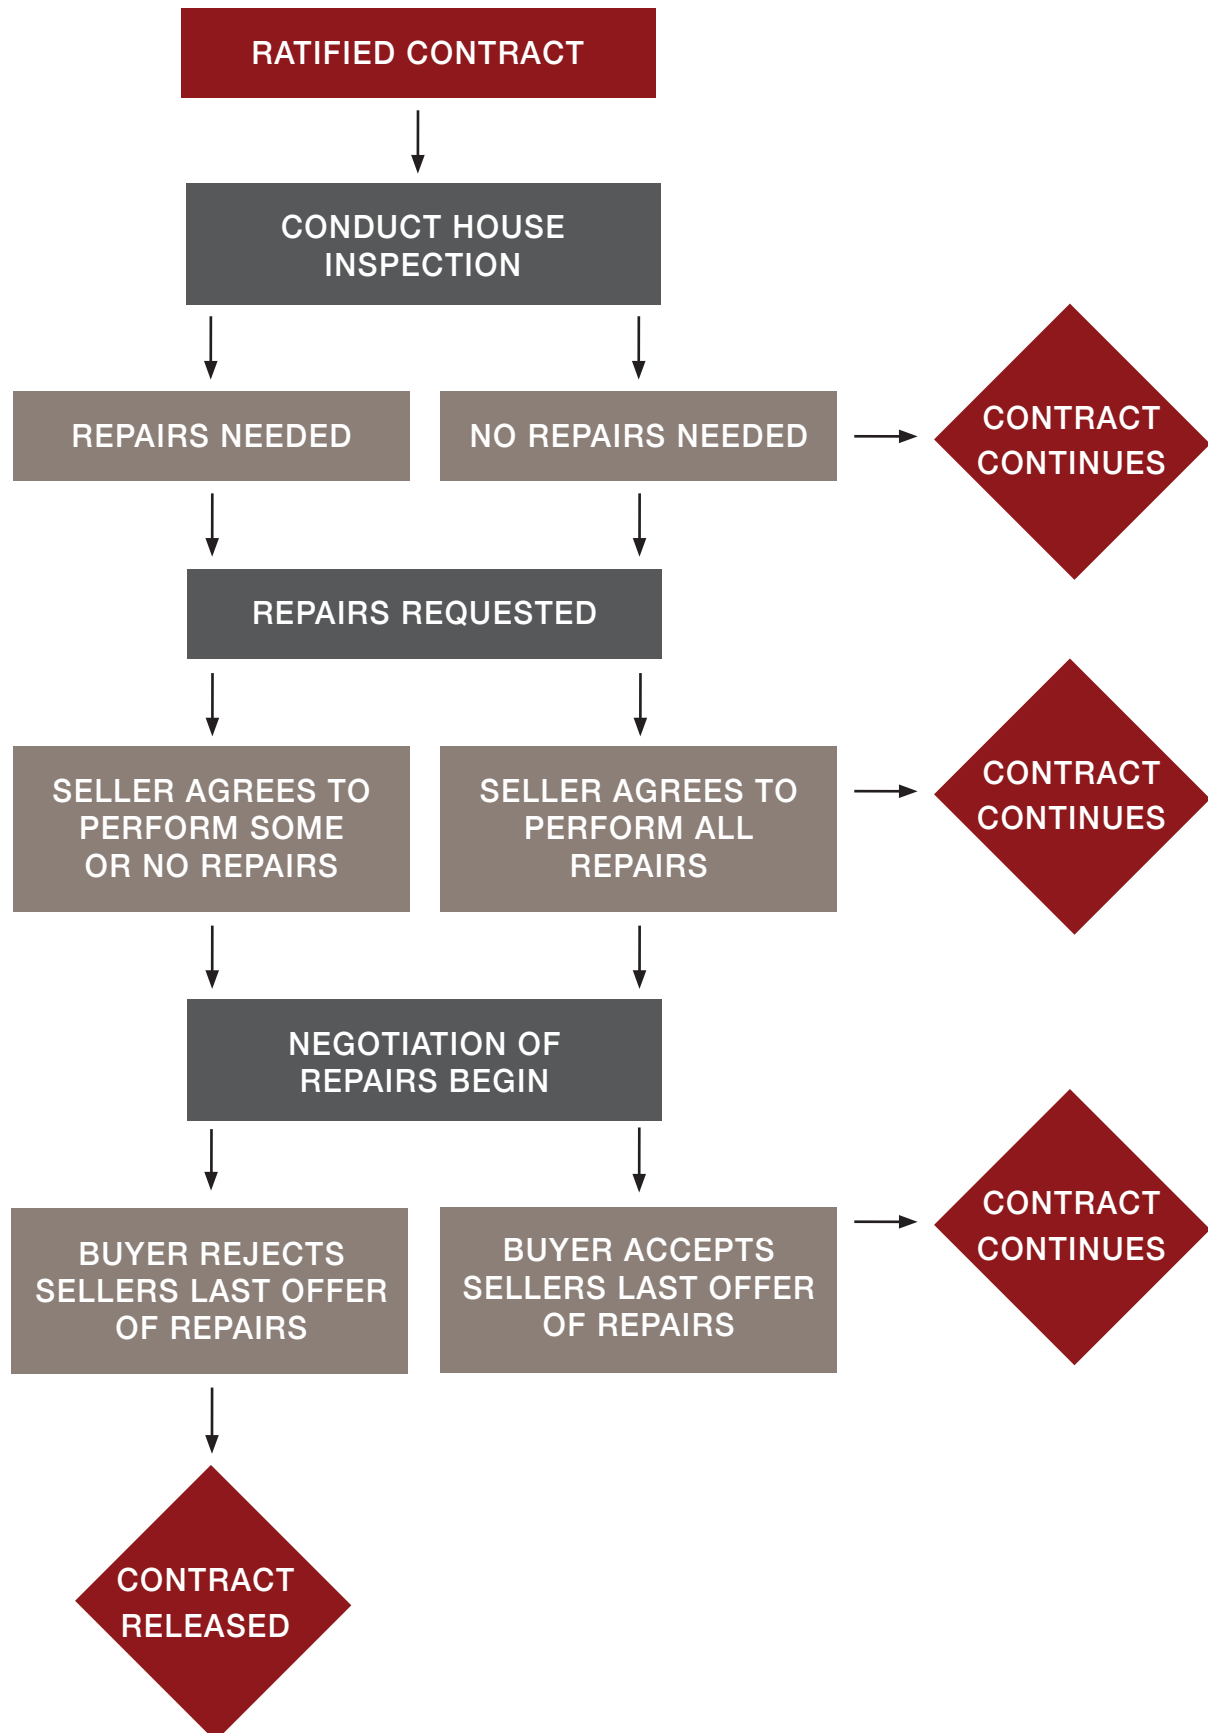 RATIFIED CONTRACT
CONDUCT HOUSE
INSPECTION
REPAIRS NEEDED
NO REPAIRS NEEDED
CONTRACT
CONTINUES
REPAIRS REQUESTED
SELLER AGREES TO
PERFORM SOME
OR NO REPAIRS
SELLER AGREES TO
PERFORM ALL
REPAIRS
CONTRACT
CONTINUES
NEGOTIATION OF
REPAIRS BEGIN
BUYER REJECTS
SELLERS LAST OFFER
OF REPAIRS
BUYER ACCEPTS
SELLERS LAST OFFER
OF REPAIRS
CONTRACT
CONTINUES
CONTRACT
RELEASED